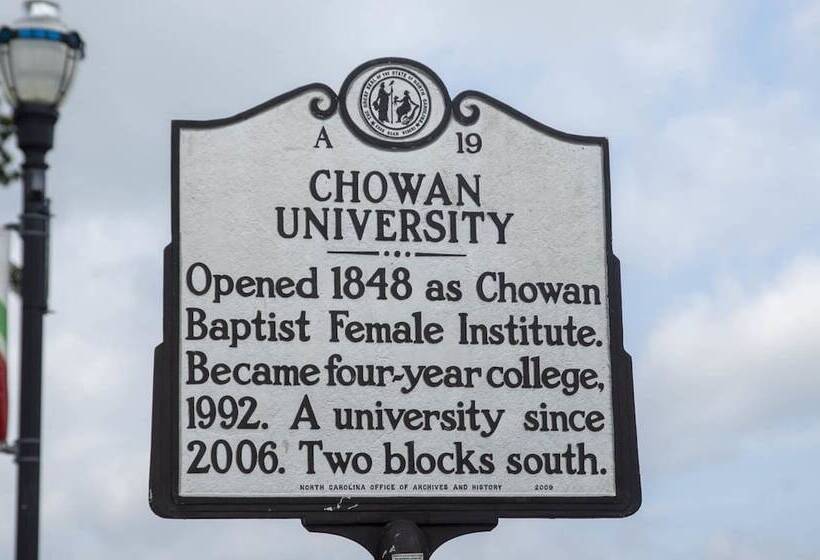 A 19
CHOWAN
UNIVERSITY
Opened 1848 as Chowan
Baptist Female Institute.
Became four-year college,
1992. A university since
2006. Two blocks south.
NORTH CAROLINA OFFICE OF ARCHIVES AND HISTORY 2009